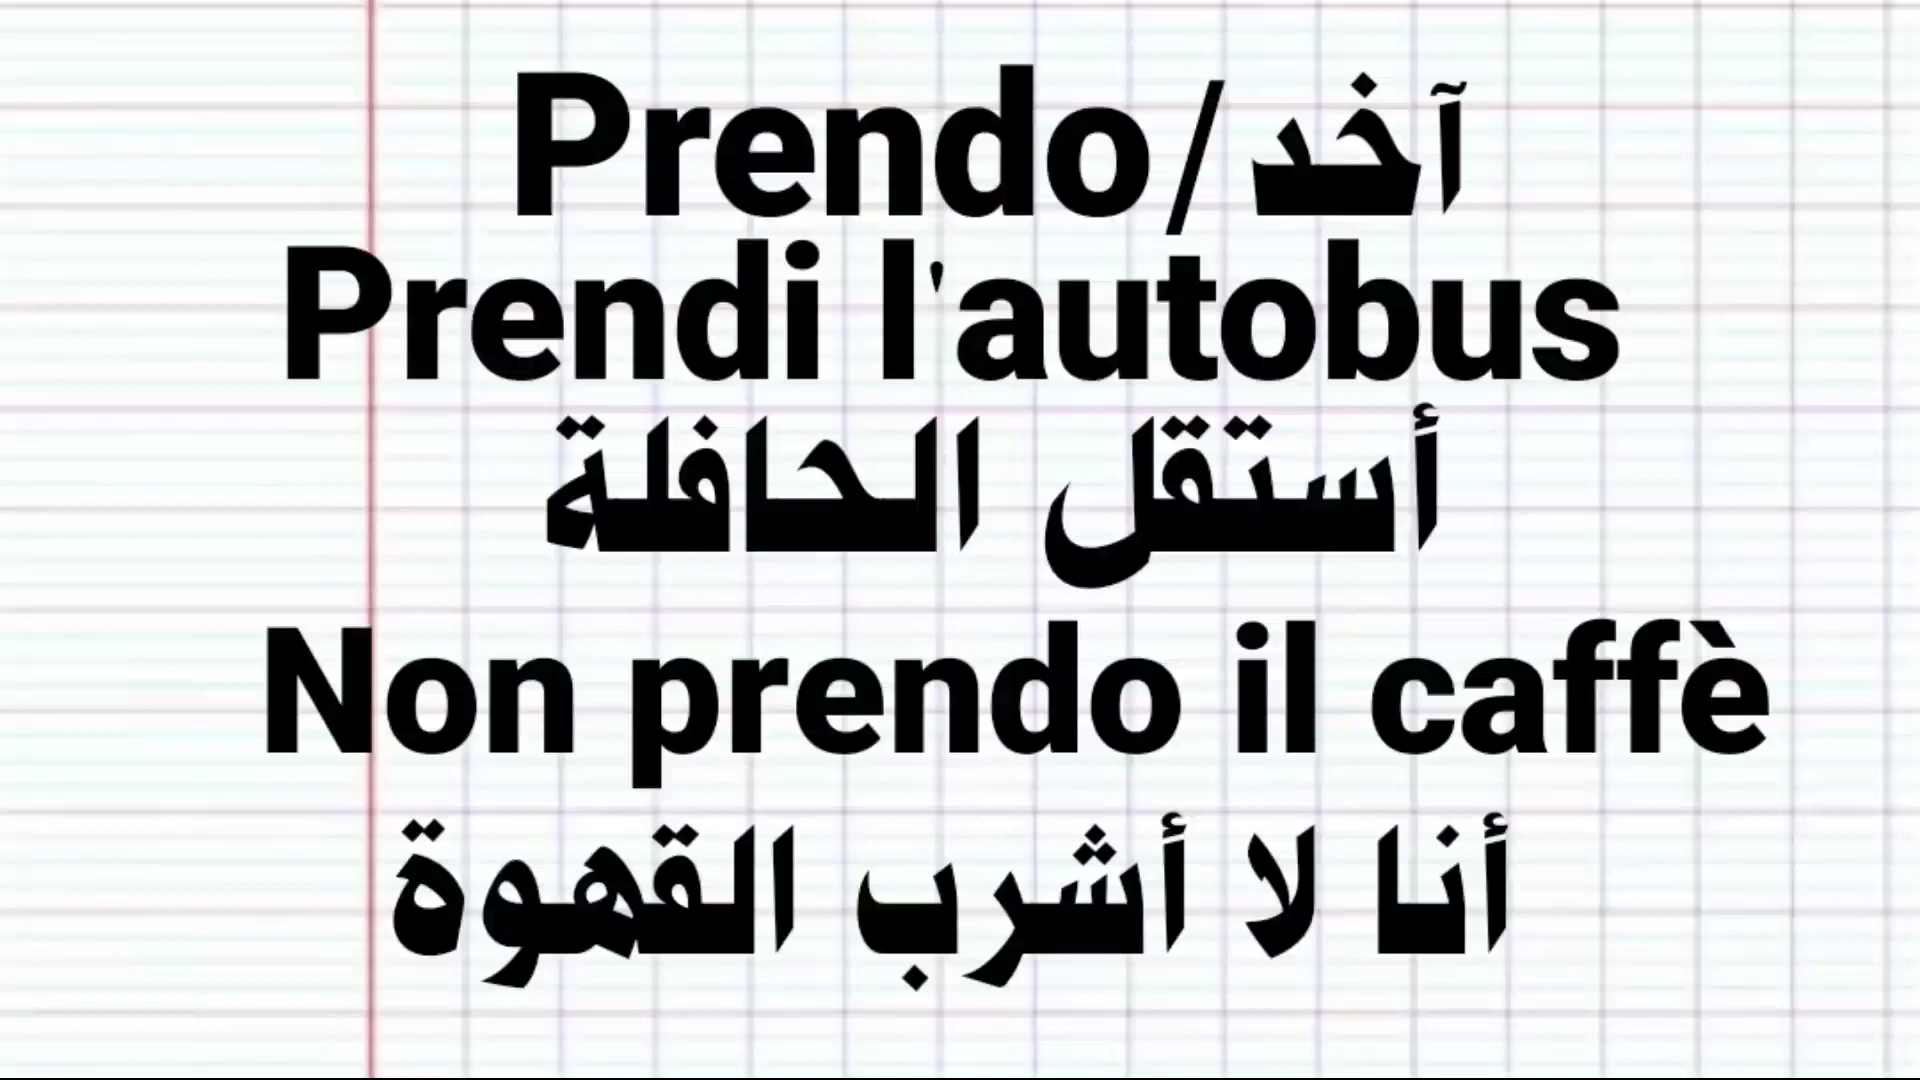 Prendo/آخد
Prendi l'autobus
أستقل الحافلة
Non prendo il caffè
أنا لا أشرب القهوة